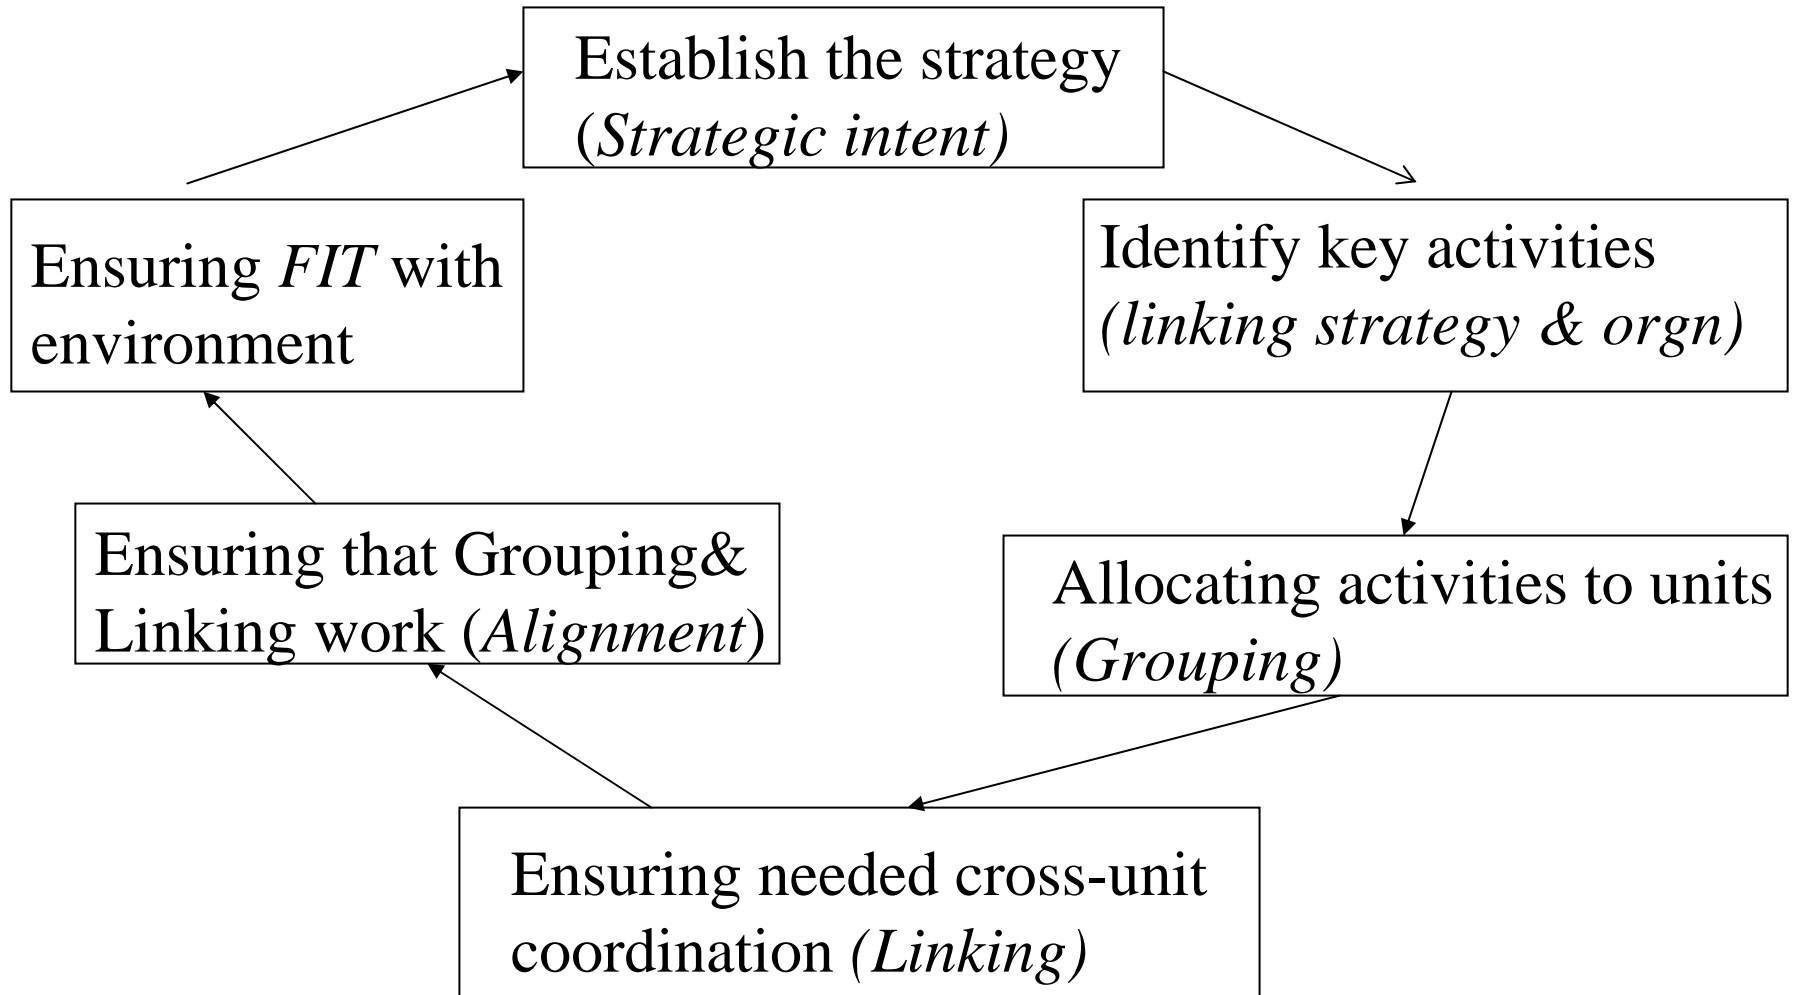 Establish the strategy
(Strategic intent)
Identify key activities
(linking strategy & orgn)
Allocating activities to units
(Grouping)
Ensuring needed cross-unit
coordination (Linking)
Ensuring that Grouping&
Linking work (Alignment)
Ensuring FIT with
environment